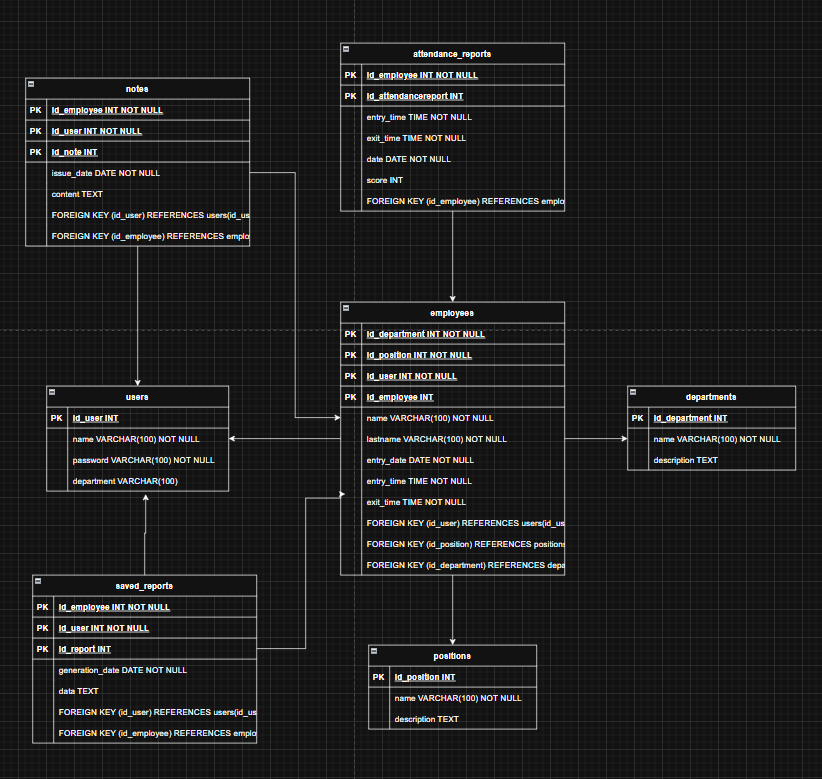 attendance_reports
PK id_employee INT NOT NULL
PK id_attendancereport INT
entry_time TIME NOT NULL
exit_time TIME NOT NULL
date DATE NOT NULL
score INT
FOREIGN KEY (id_employee) REFERENCES emplo
notes
PK id_employee INT NOT NULL
PK id_user INT NOT NULL
PK id_note INT
issue_date DATE NOT NULL
content TEXT
FOREIGN KEY (id_user) REFERENCES users(id_us
FOREIGN KEY (id_employee) REFERENCES emplo
employees
PK id_department INT NOT NULL
PK id_position INT NOT NULL
PK id_user INT NOT NULL
PK id_employee INT
name VARCHAR(100) NOT NULL
lastname VARCHAR(100) NOT NULL
entry_date DATE NOT NULL
entry_time TIME NOT NULL
exit_time TIME NOT NULL
FOREIGN KEY (id_user) REFERENCES users(id_us
FOREIGN KEY (id_position) REFERENCES positions
FOREIGN KEY (id_department) REFERENCES depa
users
PK id_user INT
name VARCHAR(100) NOT NULL
password VARCHAR(100) NOT NULL
department VARCHAR(100)
departments
PK id_department INT
name VARCHAR(100) NOT NULL
description TEXT
saved_reports
PK id_employee INT NOT NULL
PK id_user INT NOT NULL
PK id_report INT
generation_date DATE NOT NULL
data TEXT
FOREIGN KEY (id_user) REFERENCES users(id_us
FOREIGN KEY (id_employee) REFERENCES emplo
positions
PK id_position INT
name VARCHAR(100) NOT NULL
description TEXT